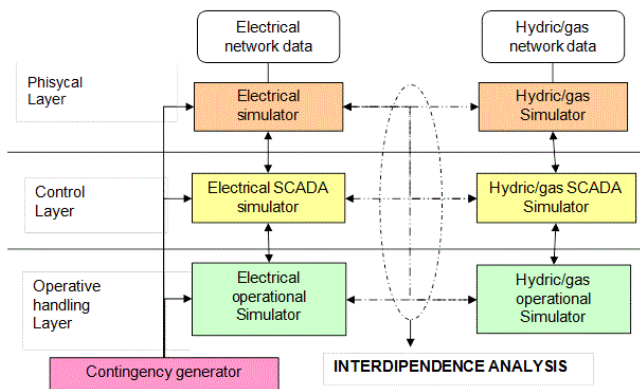 Electrical
network data
Hydric/gas
network data
Phisycal
Layer
Electrical
simulator
Hydric/gas
Simulator
Control
Layer
Electrical SCADA
simulator
Hydric/gas SCADA
Simulator
Operative
handling
Layer
Electrical
operational
Simulator
Hydric/gas
operational
Simulator
Contingency generator
INTERDIPENDENCE ANALYSIS